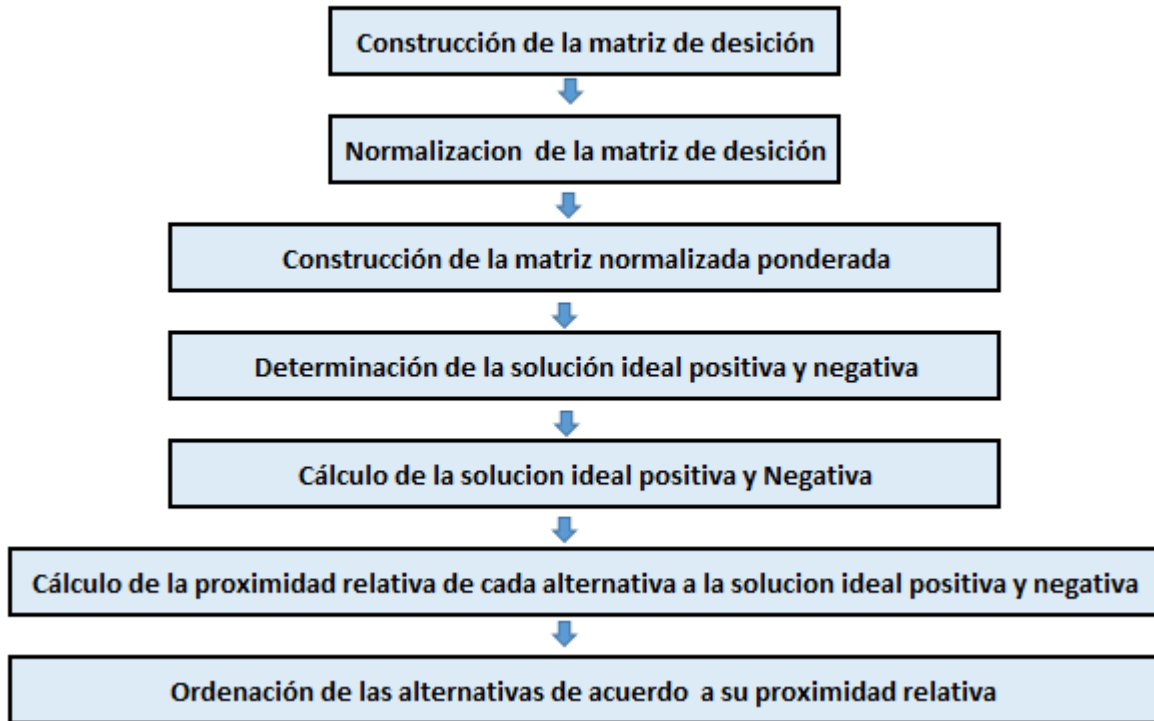 Construcción de la matriz de desición
Normalizacion de la matriz de desición
Construcción de la matriz normalizada ponderada
Determinación de la solución ideal positiva y negativa
Cálculo de la solucion ideal positiva y Negativa
Cálculo de la proximidad relativa de cada alternativa a la solucion ideal positiva y negativa
Ordenación de las alternativas de acuerdo a su proximidad relativa